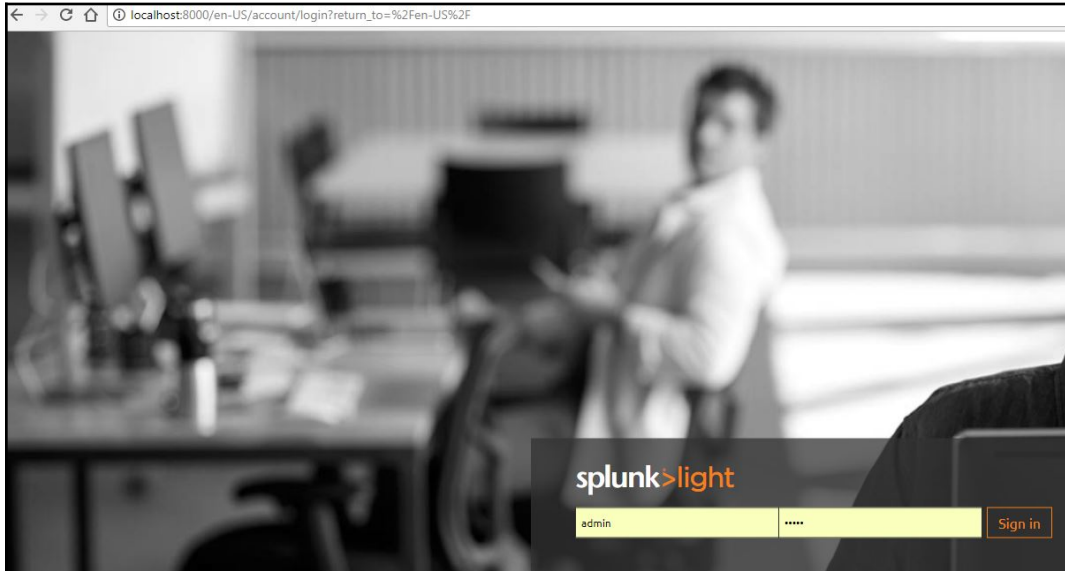 localhost:8000/en-US/account/login?return_to=%2Fen-US%2F
splunk>light
admin ••••• Sign in